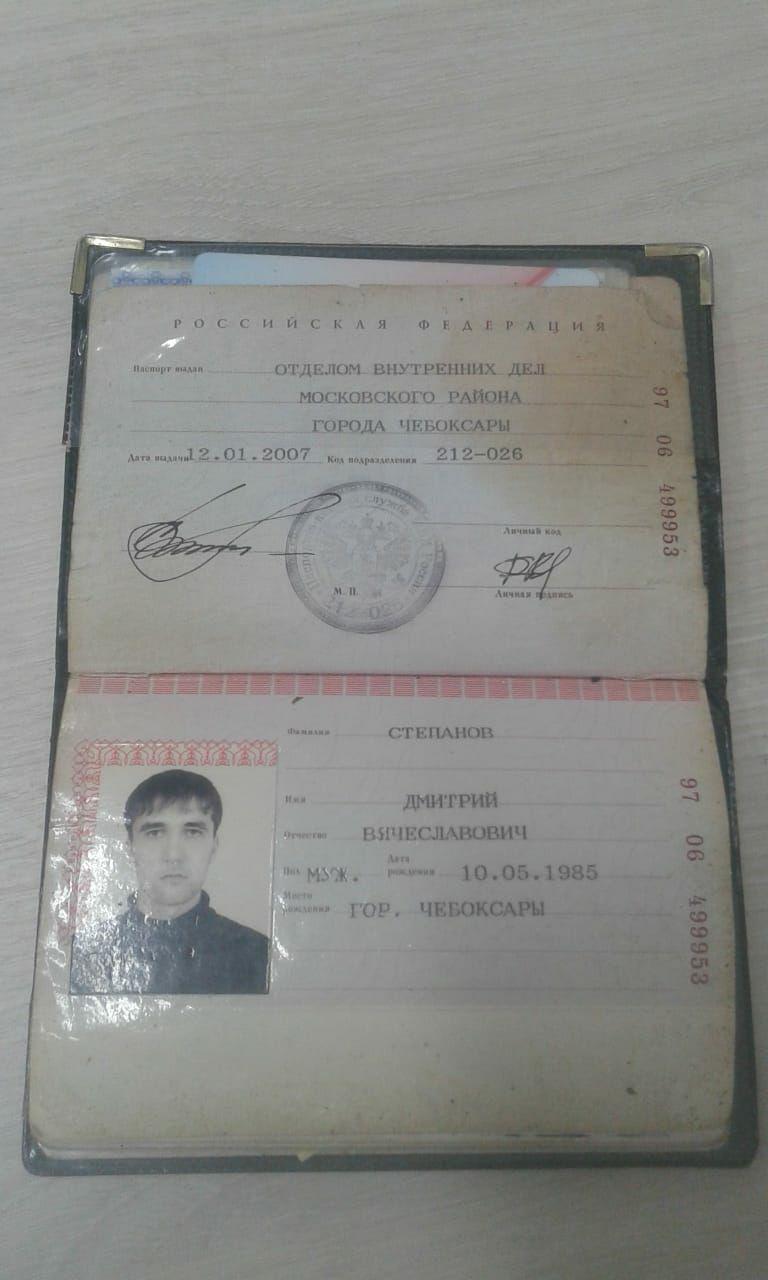 РОССИЙСКАЯ ФЕДЕРАЦИЯ
Паспорт выдан ОТДЕЛОМ ВНУТРЕННИХ ДЕЛ
МОСКОВСКОГО РАЙОНА
ГОРОДА ЧЕБОКСАРЫ
Дата выдачи 12.01.2007 Код подразделения 212-026
97 06 499953
Личный код
М. П.
Личная подпись
Фамилия СТЕПАНОВ
Имя ДМИТРИЙ
Отчество ВЯЧЕСЛАВОВИЧ
Пол МУЖ. Дата рождения 10.05.1985
Место рождения ГОР. ЧЕБОКСАРЫ
97 06 499953